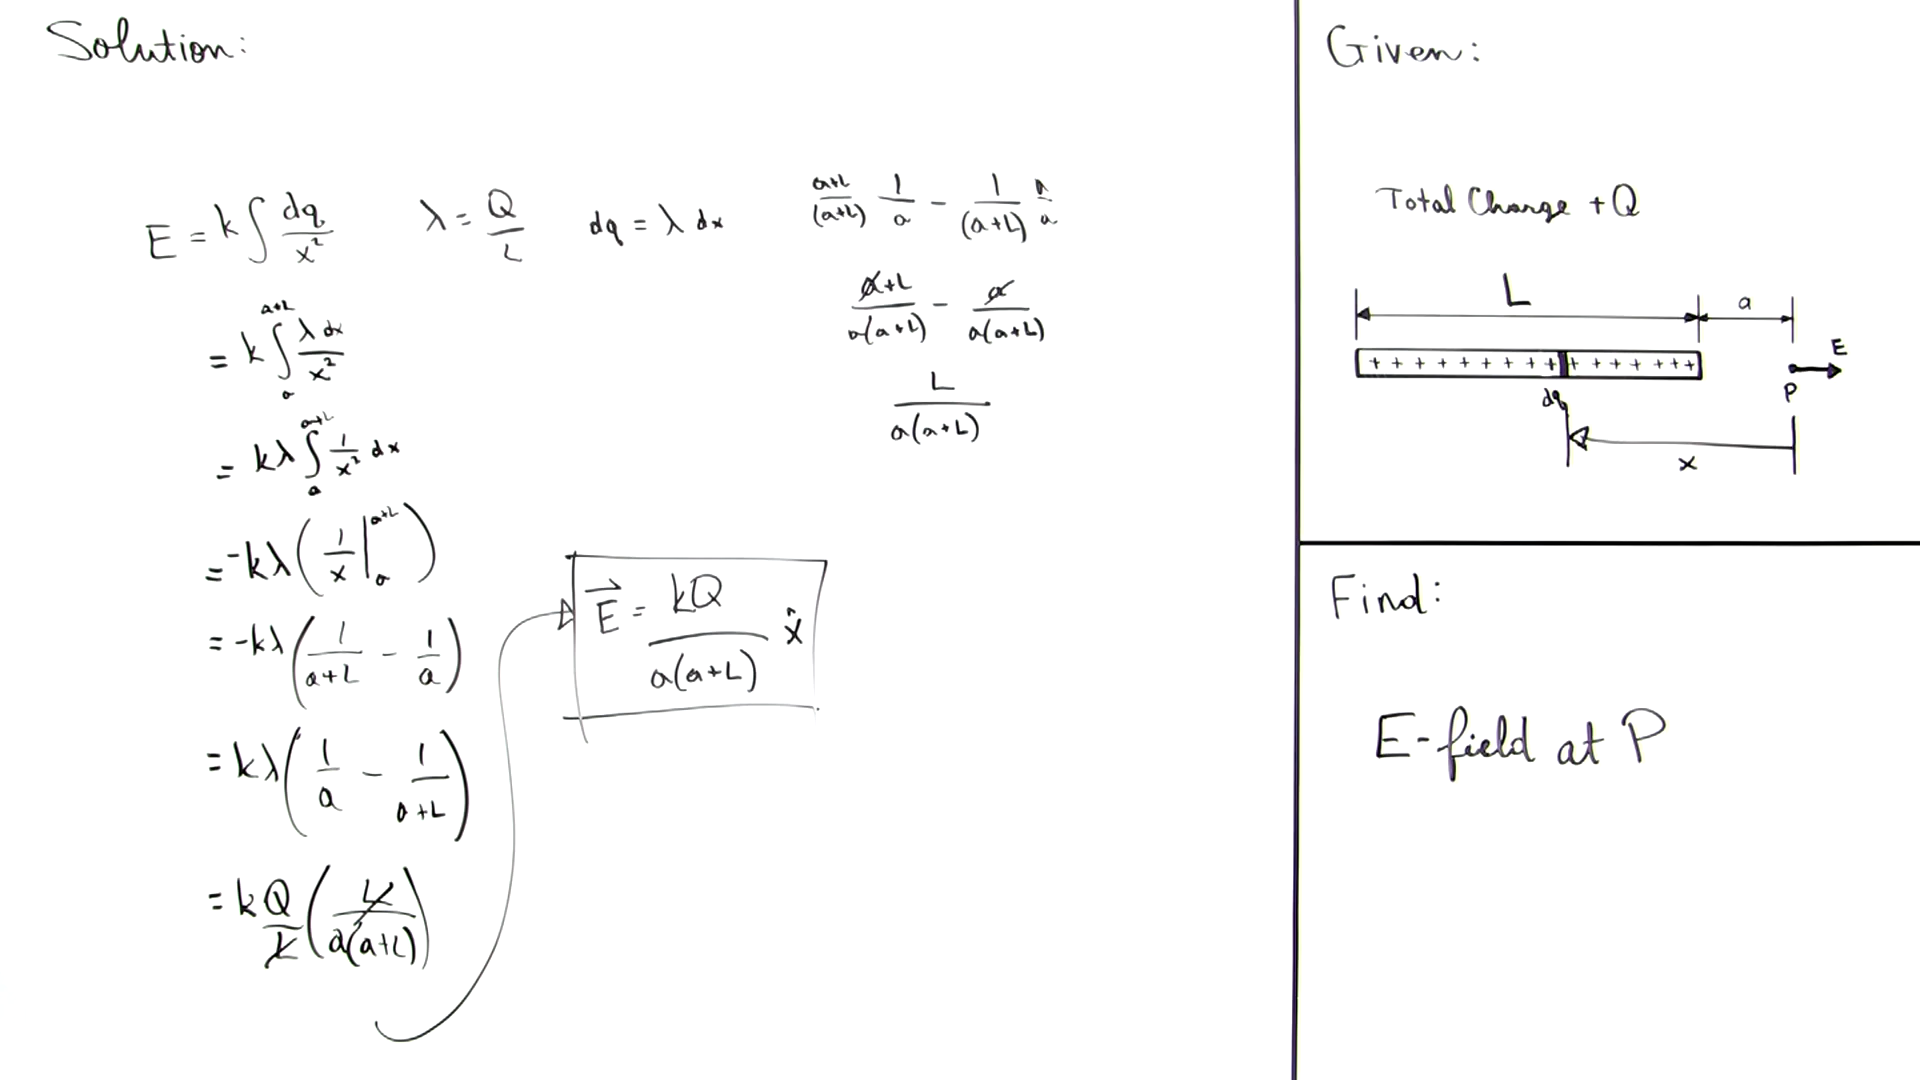 Solution:
E = k ∫ dq/x² λ = Q/L dq = λ dx
= k ∫ₐ^(a+L) λ dx/x²
= kλ ∫ₐ^(a+L) 1/x² dx
= -kλ (1/x |ₐ^(a+L))
= -kλ (1/(a+L) - 1/a)
= kλ (1/a - 1/(a+L))
= k Q/L (L/(a(a+L)))
(a+L)/(a+L) 1/a - 1/(a+L) a/a
(a+L)/(a(a+L)) - a/(a(a+L))
L/(a(a+L))
E⃗ = kQ/(a(a+L)) x̂
Given:
Total Charge +Q
L a
+ + + + + + + + + + + + + + +
E
P
dq
x
Find:
E-field at P